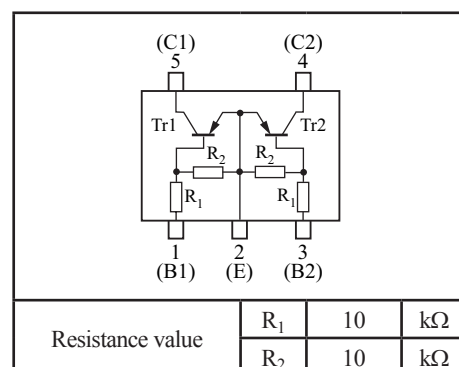 (C1) (C2)
5 4
Tr1 Tr2
R₂ R₂
R₁ R₁
1 2 3
(B1) (E) (B2)
Resistance value
R₁ 10 kΩ
R₂ 10 kΩ